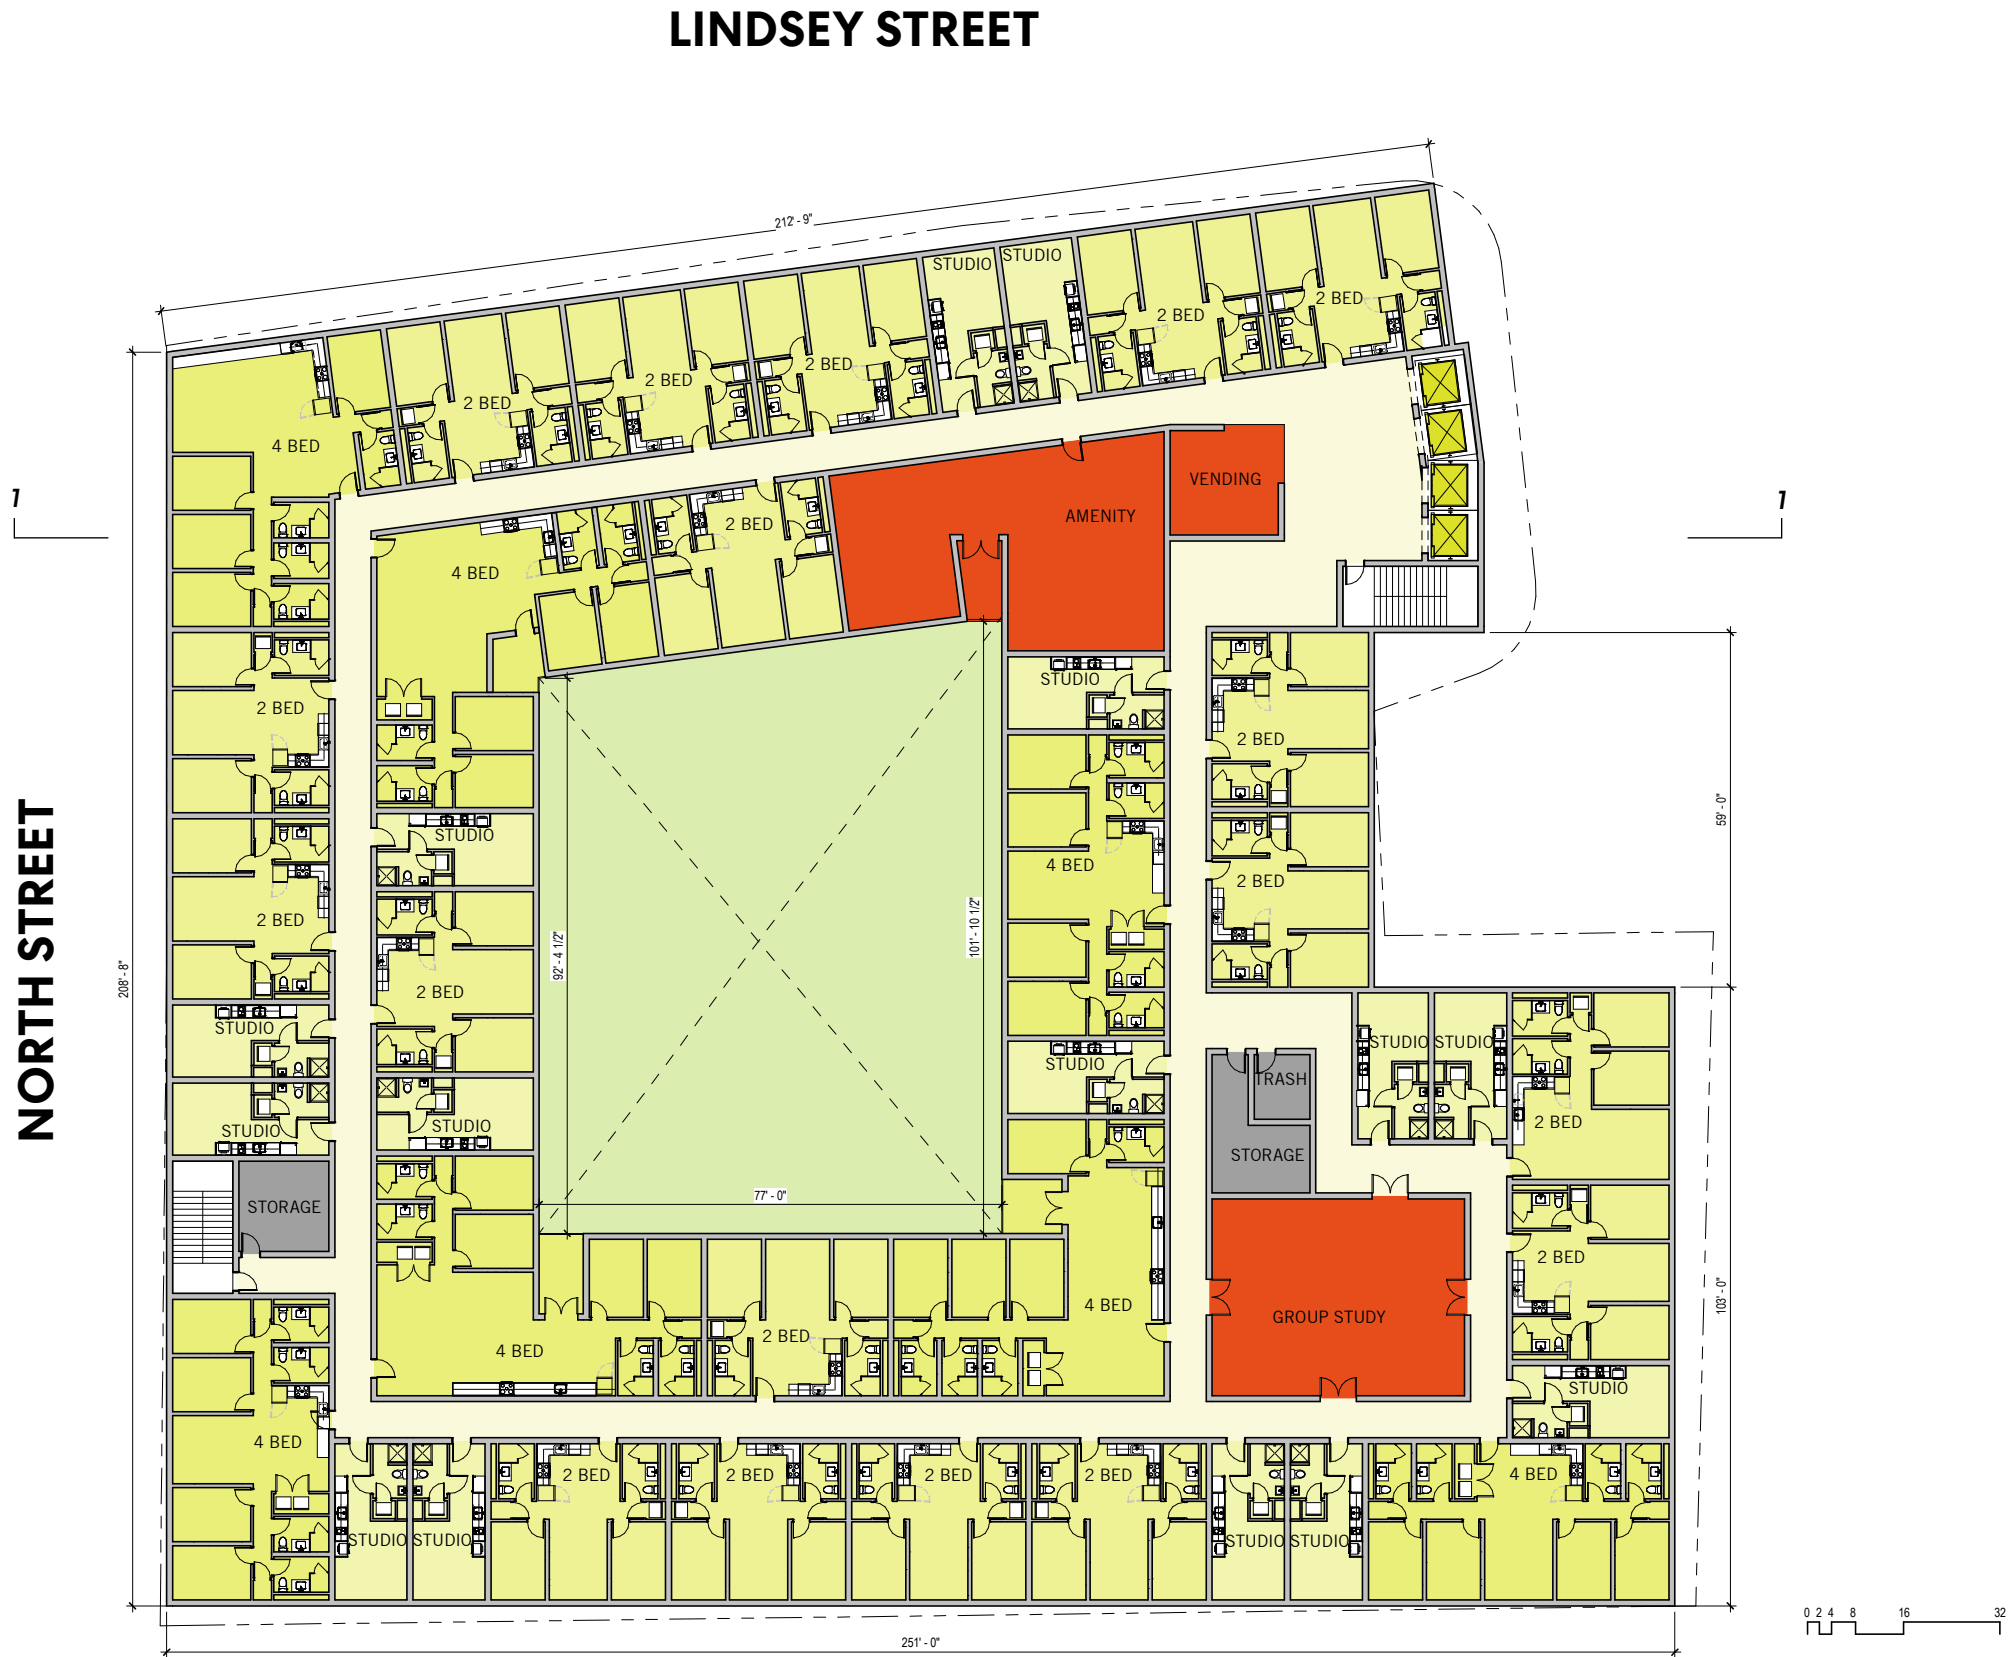 LINDSEY STREET
212' - 9"
STUDIO
STUDIO
2 BED
2 BED
2 BED
2 BED
2 BED
4 BED
VENDING
1
1
AMENITY
2 BED
4 BED
STUDIO
2 BED
2 BED
59' - 0"
STUDIO
4 BED
2 BED
NORTH STREET
2 BED
92' - 4 1/2"
101' - 10 1/2"
208' - 8"
2 BED
STUDIO
STUDIO
STUDIO
STUDIO
TRASH
STUDIO
STUDIO
2 BED
STORAGE
77' - 0"
STORAGE
2 BED
103' - 0"
4 BED
GROUP STUDY
2 BED
4 BED
STUDIO
4 BED
2 BED
2 BED
2 BED
2 BED
4 BED
STUDIO
STUDIO
STUDIO
STUDIO
0 2 4 8 16 32
251' - 0"